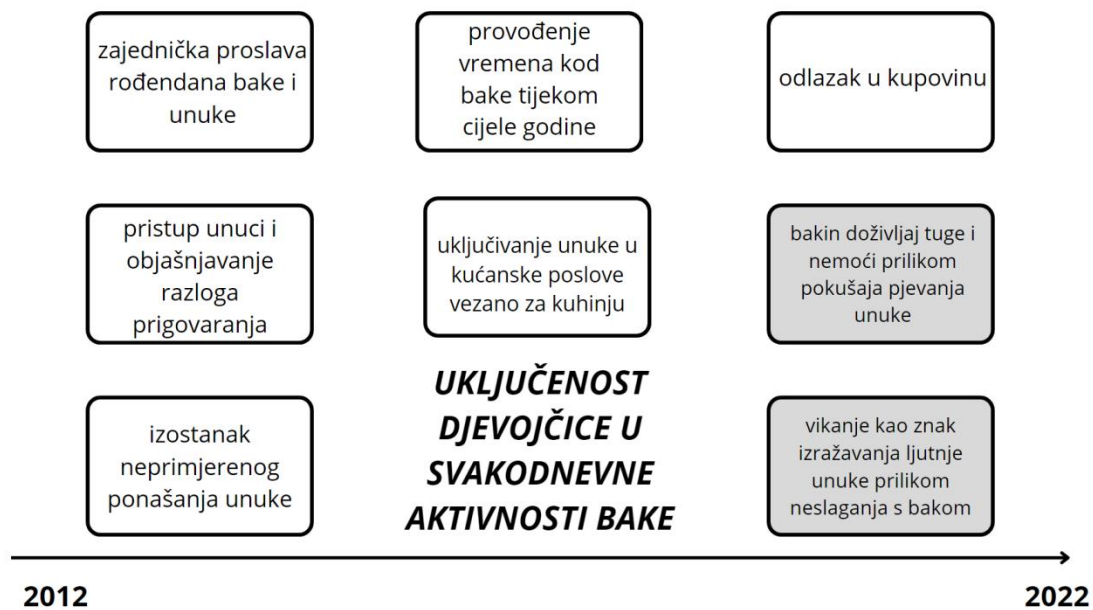 zajednička proslava
rođendana bake i
unuke
provođenje
vremena kod
bake tijekom
cijele godine
odlazak u kupovinu
pristup unuci i
objašnjavanje
razloga
prigovaranja
uključivanje unuke u
kućanske poslove
vezano za kuhinju
bakin doživljaj tuge i
nemoći prilikom
pokušaja pjevanja
unuke
izostanak
neprimjerenog
ponašanja unuke
UKLJUČENOST
DJEVOJČICE U
SVAKODNEVNE
AKTIVNOSTI BAKE
vikanje kao znak
izražavanja ljutnje
unuke prilikom
neslaganja s bakom
2012
2022